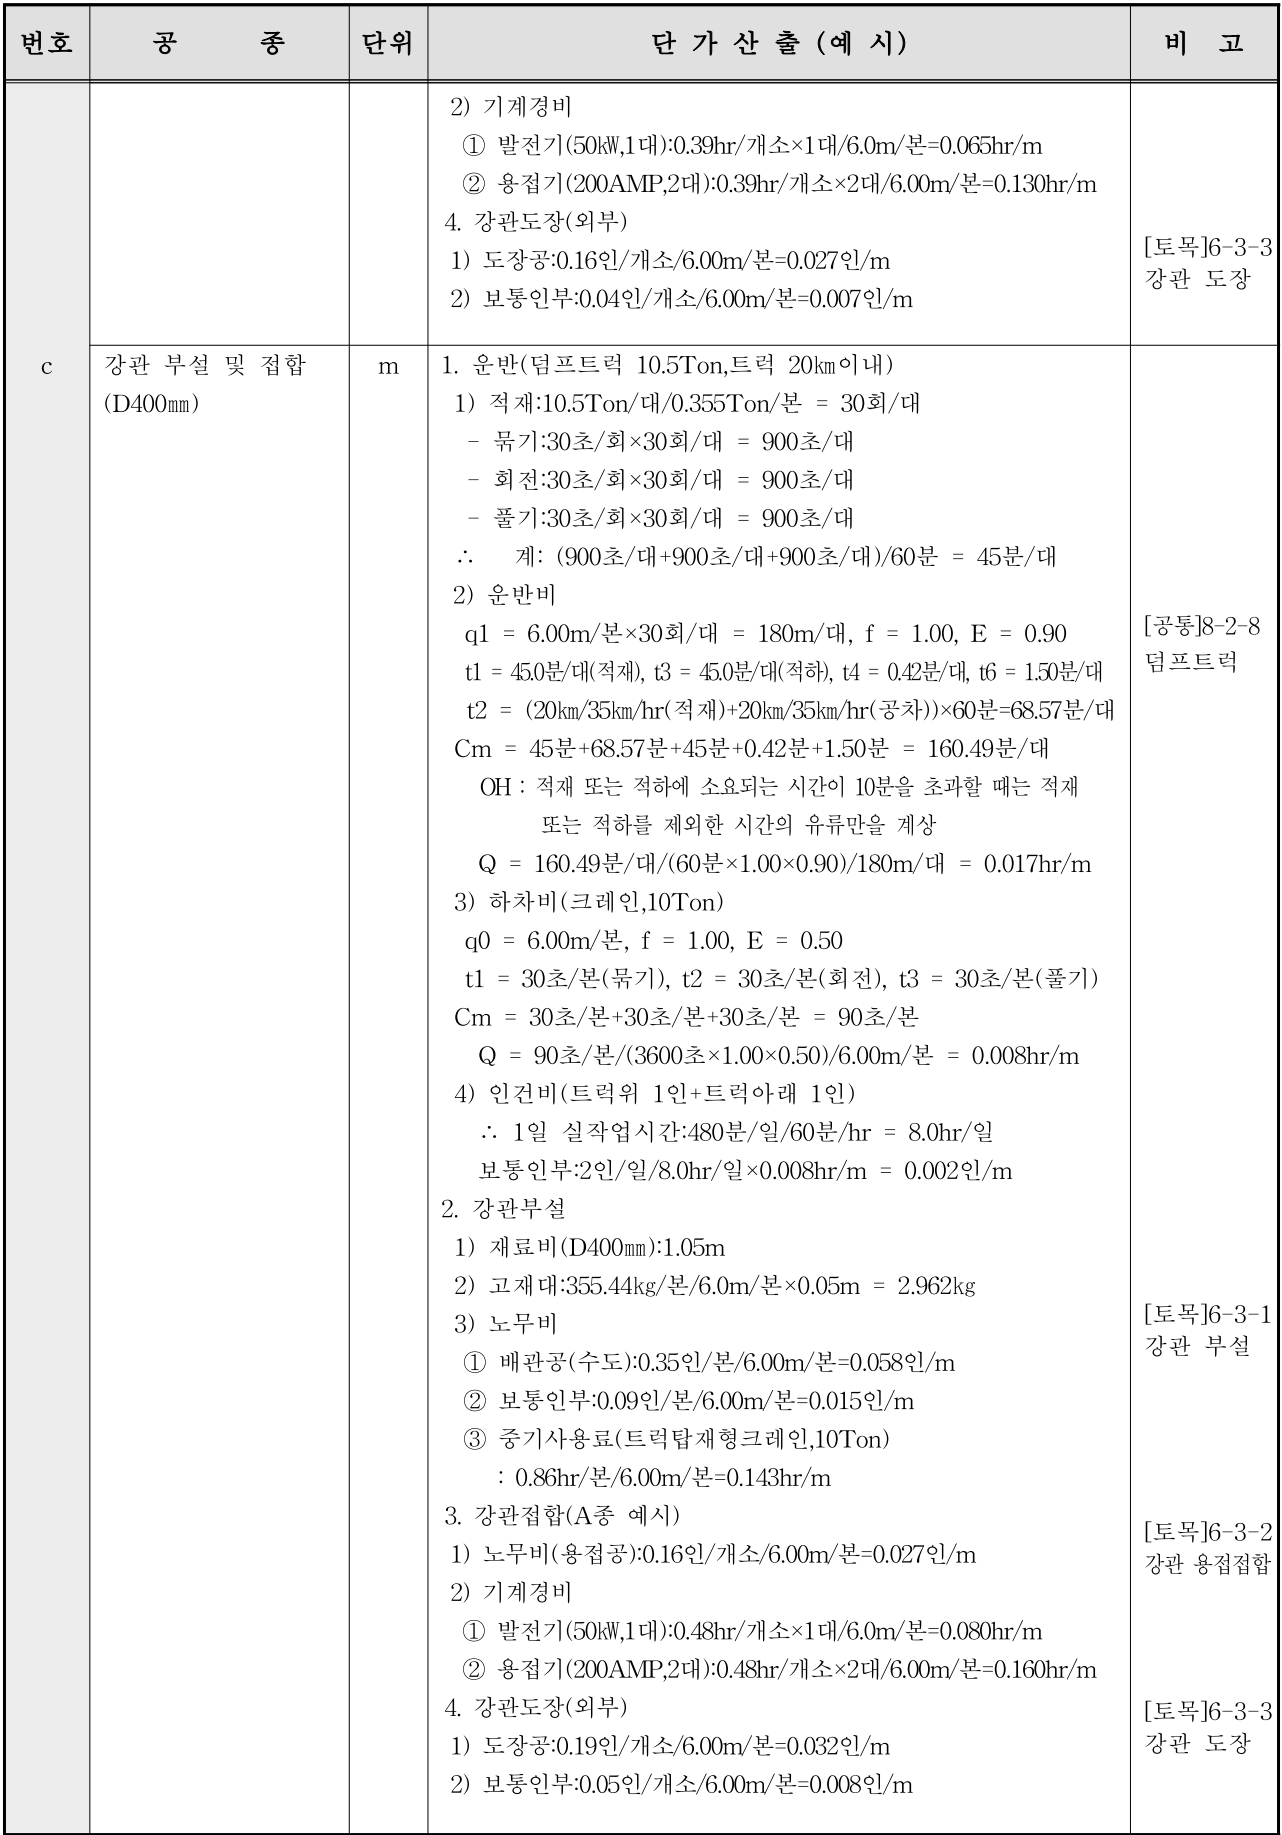 번호 공 종 단위 단 가 산 출 (예 시) 비 고
2) 기계경비
① 발전기(50㎾,1대):0.39hr/개소×1대/6.0m/본=0.065hr/m
② 용접기(200AMP,2대):0.39hr/개소×2대/6.00m/본=0.130hr/m
4. 강관도장(외부)
[토목]6-3-3
강관 도장
1) 도장공:0.16인/개소/6.00m/본=0.027인/m
2) 보통인부:0.04인/개소/6.00m/본=0.007인/m
c 강관 부설 및 접합 m 1. 운반(덤프트럭 10.5Ton,트럭 20㎞이내)
(D400㎜) 1) 적재:10.5Ton/대/0.355Ton/본 = 30회/대
- 묶기:30초/회×30회/대 = 900초/대
- 회전:30초/회×30회/대 = 900초/대
- 풀기:30초/회×30회/대 = 900초/대
∴ 계: (900초/대+900초/대+900초/대)/60분 = 45분/대
2) 운반비
q1 = 6.00m/본×30회/대 = 180m/대, f = 1.00, E = 0.90 [공통]8-2-8
t1 = 45.0분/대(적재), t3 = 45.0분/대(적하), t4 = 0.42분/대, t6 = 1.50분/대 덤프트럭
t2 = (20㎞/35㎞/hr(적재)+20㎞/35㎞/hr(공차))×60분=68.57분/대
Cm = 45분+68.57분+45분+0.42분+1.50분 = 160.49분/대
OH : 적재 또는 적하에 소요되는 시간이 10분을 초과할 때는 적재
또는 적하를 제외한 시간의 유류만을 계상
Q = 160.49분/대/(60분×1.00×0.90)/180m/대 = 0.017hr/m
3) 하차비(크레인,10Ton)
q0 = 6.00m/본, f = 1.00, E = 0.50
t1 = 30초/본(묶기), t2 = 30초/본(회전), t3 = 30초/본(풀기)
Cm = 30초/본+30초/본+30초/본 = 90초/본
Q = 90초/본/(3600초×1.00×0.50)/6.00m/본 = 0.008hr/m
4) 인건비(트럭위 1인+트럭아래 1인)
∴ 1일 실작업시간:480분/일/60분/hr = 8.0hr/일
보통인부:2인/일/8.0hr/일×0.008hr/m = 0.002인/m
2. 강관부설
1) 재료비(D400㎜):1.05m
2) 고재대:355.44㎏/본/6.0m/본×0.05m = 2.962㎏
3) 노무비 [토목]6-3-1
① 배관공(수도):0.35인/본/6.00m/본=0.058인/m 강관 부설
② 보통인부:0.09인/본/6.00m/본=0.015인/m
③ 중기사용료(트럭탑재형크레인,10Ton)
: 0.86hr/본/6.00m/본=0.143hr/m
3. 강관접합(A종 예시) [토목]6-3-2
1) 노무비(용접공):0.16인/개소/6.00m/본=0.027인/m 강관 용접접합
2) 기계경비
① 발전기(50㎾,1대):0.48hr/개소×1대/6.0m/본=0.080hr/m
② 용접기(200AMP,2대):0.48hr/개소×2대/6.00m/본=0.160hr/m
4. 강관도장(외부) [토목]6-3-3
1) 도장공:0.19인/개소/6.00m/본=0.032인/m 강관 도장
2) 보통인부:0.05인/개소/6.00m/본=0.008인/m